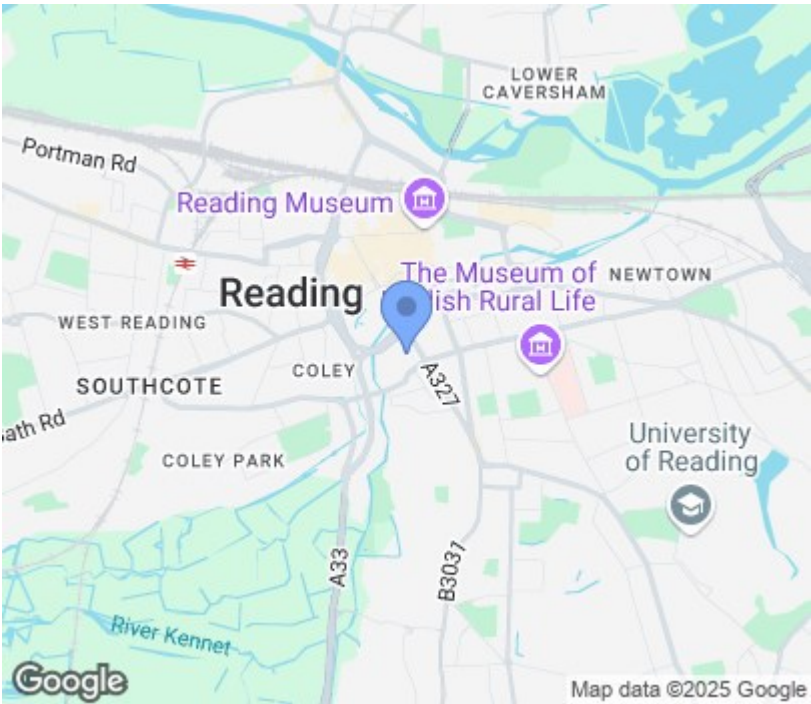 LOWER
CAVERSHAM
Portman Rd
Reading Museum
The Museum of
lish Rural Life
NEWTOWN
Reading
WEST READING
COLEY
SOUTHCOTE
A327
ath Rd
COLEY PARK
University
of Reading
A33
B3031
River Kennet
Google
Map data ©2025 Google